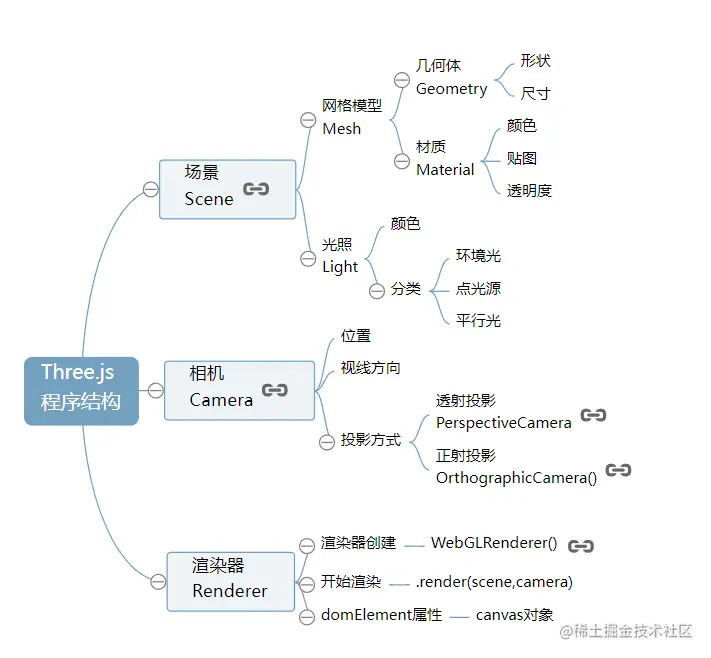 Three.js
程序结构
场景
Scene
网格模型
Mesh
几何体
Geometry
形状
尺寸
材质
Material
颜色
贴图
透明度
光照
Light
颜色
分类
环境光
点光源
平行光
相机
Camera
位置
视线方向
投影方式
透射投影
PerspectiveCamera
正射投影
OrthographicCamera()
渲染器
Renderer
渲染器创建
WebGLRenderer()
开始渲染
.render(scene,camera)
domElement属性
canvas对象
@稀土掘金技术社区